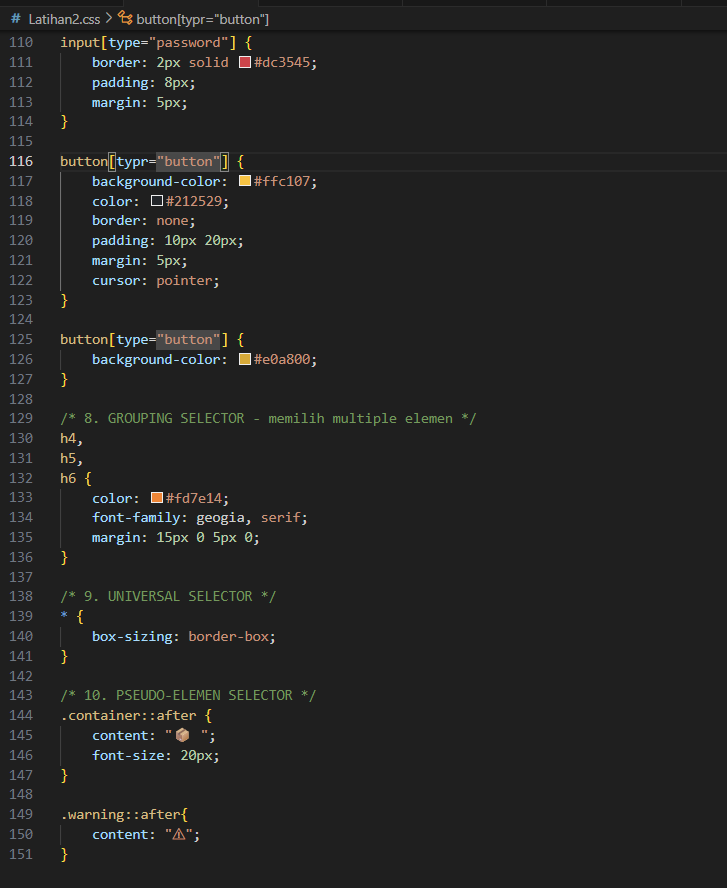 # Latihan2.css > button[typr="button"]
110 input[type="password"] {
111     border: 2px solid #dc3545;
112     padding: 8px;
113     margin: 5px;
114 }
115
116 button[typr="button"] {
117     background-color: #ffc107;
118     color: #212529;
119     border: none;
120     padding: 10px 20px;
121     margin: 5px;
122     cursor: pointer;
123 }
124
125 button[type="button"] {
126     background-color: #e0a800;
127 }
128
129 /* 8. GROUPING SELECTOR - memilih multiple elemen */
130 h4,
131 h5,
132 h6 {
133     color: #fd7e14;
134     font-family: geogia, serif;
135     margin: 15px 0 5px 0;
136 }
137
138 /* 9. UNIVERSAL SELECTOR */
139 * {
140     box-sizing: border-box;
141 }
142
143 /* 10. PSEUDO-ELEMEN SELECTOR */
144 .container::after {
145     content: "📦 ";
146     font-size: 20px;
147 }
148
149 .warning::after{
150     content: "⚠";
151 }